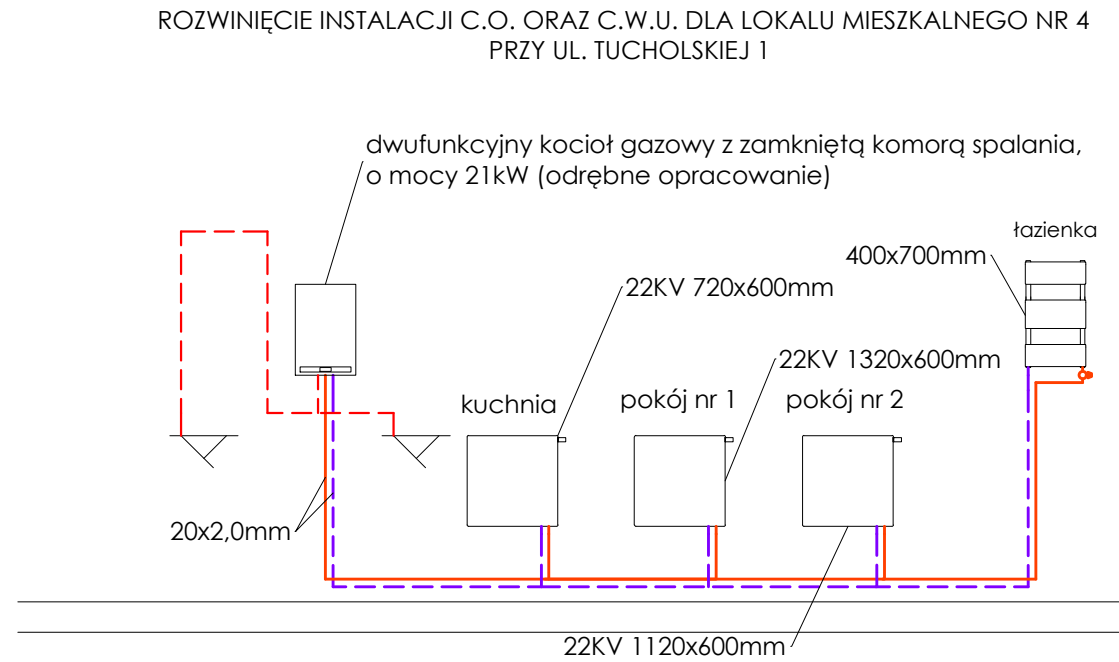 ROZWINIĘCIE INSTALACJI C.O. ORAZ C.W.U. DLA LOKALU MIESZKALNEGO NR 4
PRZY UL. TUCHOLSKIEJ 1
dwufunkcyjny kocioł gazowy z zamkniętą komorą spalania,
o mocy 21kW (odrębne opracowanie)
łazienka
400x700mm
22KV 720x600mm
22KV 1320x600mm
kuchnia
pokój nr 1
pokój nr 2
20x2,0mm
22KV 1120x600mm